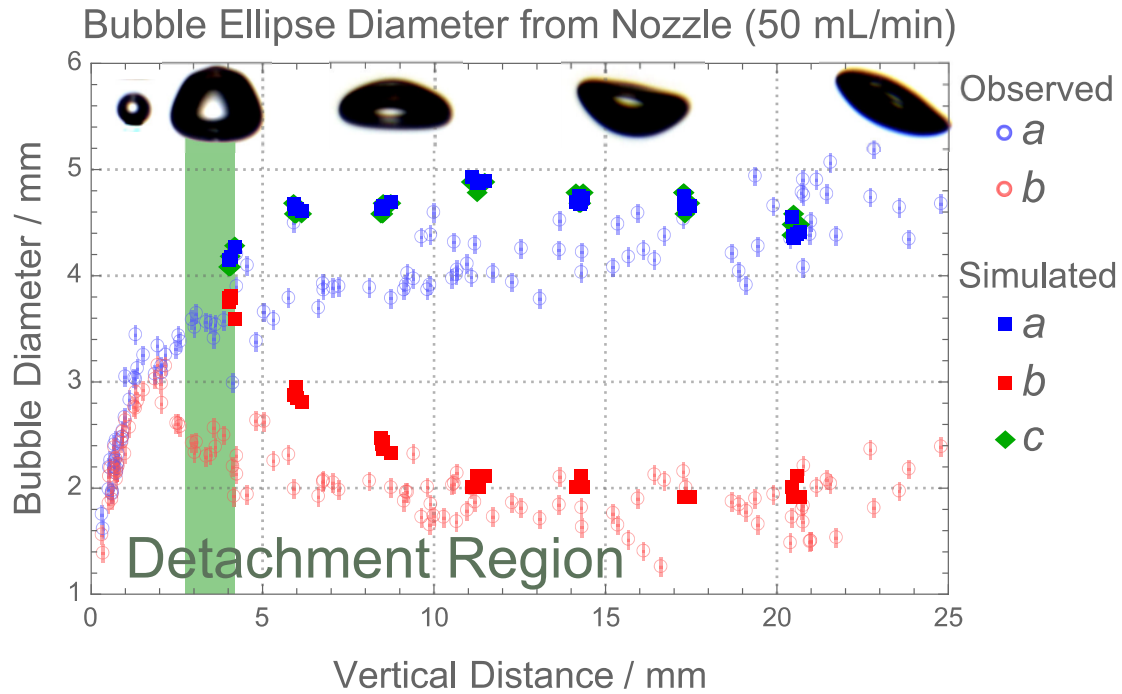 Bubble Ellipse Diameter from Nozzle (50 mL/min)
6
5
4
3
2
1
Bubble Diameter / mm
Detachment Region
0 5 10 15 20 25
Vertical Distance / mm
Observed
a
b
Simulated
a
b
c